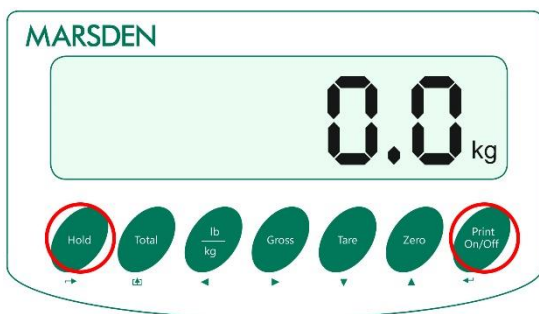 MARSDEN
0.0 kg
Hold
Total
lb
kg
Gross
Tare
Zero
Print
On/Off